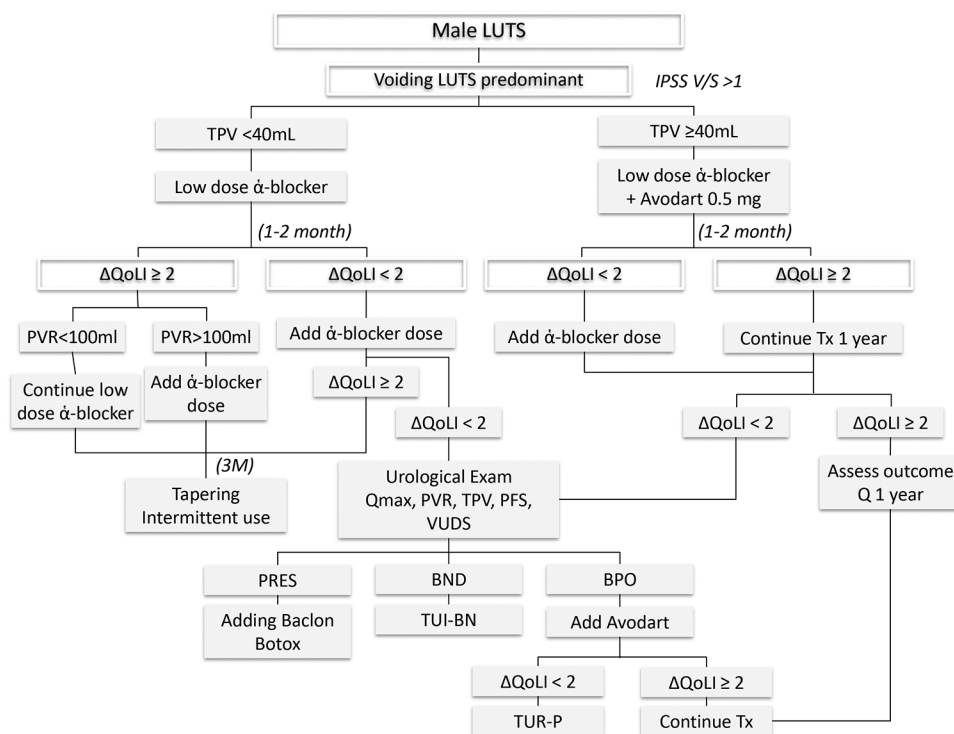 Male LUTS
Voiding LUTS predominant
IPSS V/S >1
TPV <40mL
TPV ≥40mL
Low dose ἀ-blocker
Low dose ἀ-blocker
+ Avodart 0.5 mg
(1-2 month)
(1-2 month)
ΔQoLI ≥ 2
ΔQoLI < 2
ΔQoLI < 2
ΔQoLI ≥ 2
PVR<100ml
PVR>100ml
Add ἀ-blocker dose
Add ἀ-blocker dose
Continue Tx 1 year
Continue low
dose ἀ-blocker
Add ἀ-blocker
dose
ΔQoLI ≥ 2
ΔQoLI < 2
ΔQoLI < 2
ΔQoLI ≥ 2
(3M)
Tapering
Intermittent use
Urological Exam
Qmax, PVR, TPV, PFS,
VUDS
Assess outcome
Q 1 year
PRES
BND
BPO
Adding Baclon
Botox
TUI-BN
Add Avodart
ΔQoLI < 2
ΔQoLI ≥ 2
TUR-P
Continue Tx